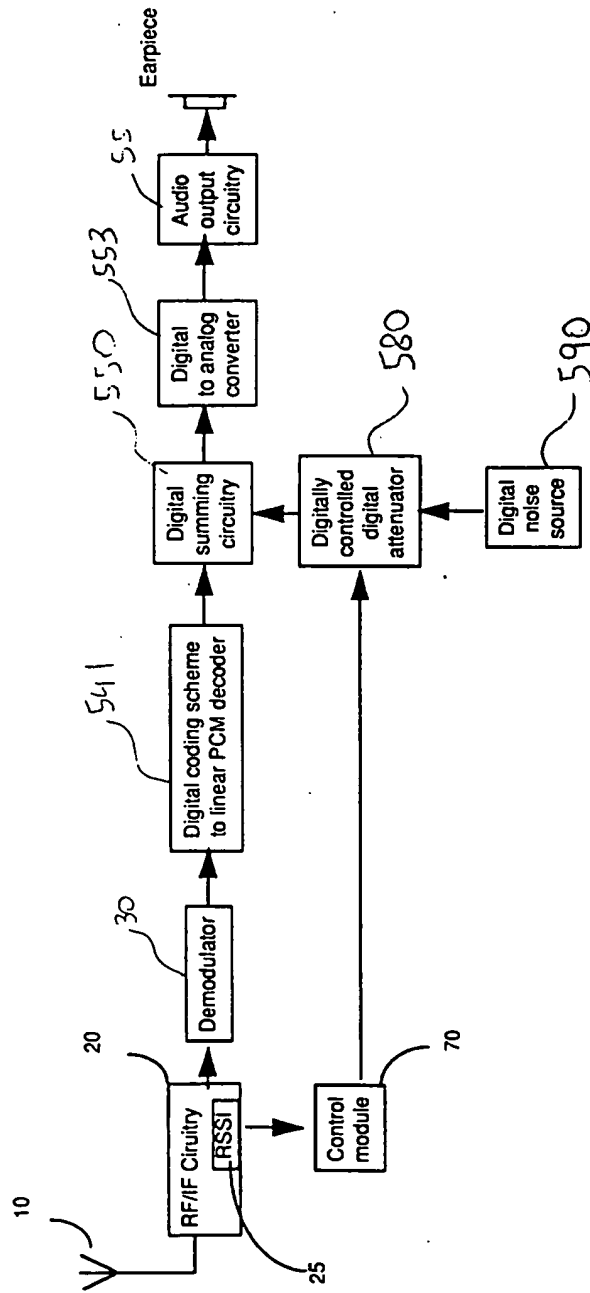 10
20
RF/IF Ciruitry
RSSI
25
30
Demodulator
541
Digital coding scheme
to linear PCM decoder
550
Digital
summing
circuitry
553
Digital
to analog
converter
55
Audio
output
circuitry
Earpiece
Control
module
70
Digitally
controlled
digital
attenuator
580
Digital
noise
source
590